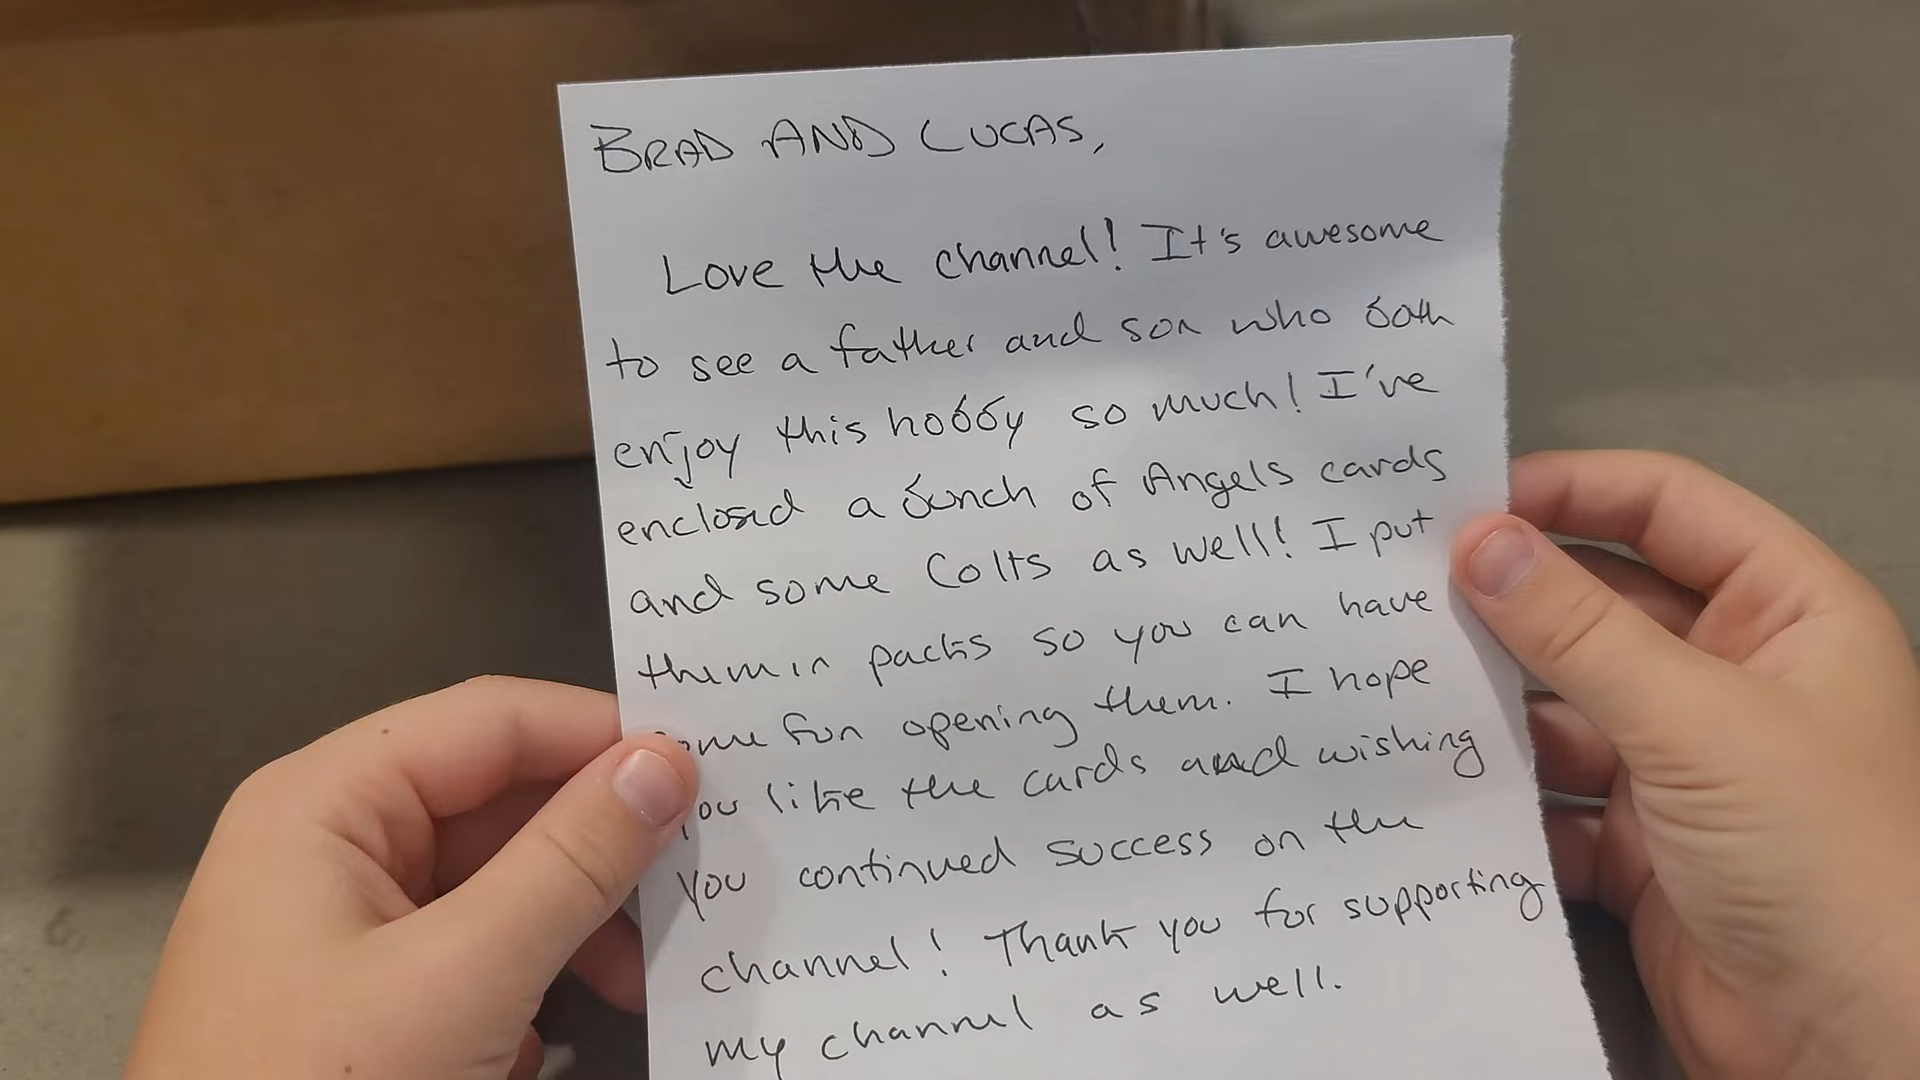 BRAD AND LUCAS,
Love the channel! It's awesome
to see a father and son who both
enjoy this hobby so much! I've
enclosed a bunch of Angels cards
and some Colts as well! I put
them in packs so you can have
some fun opening them. I hope
you like the cards and wishing
you continued success on the
channel! Thank you for supporting
my channel as well.